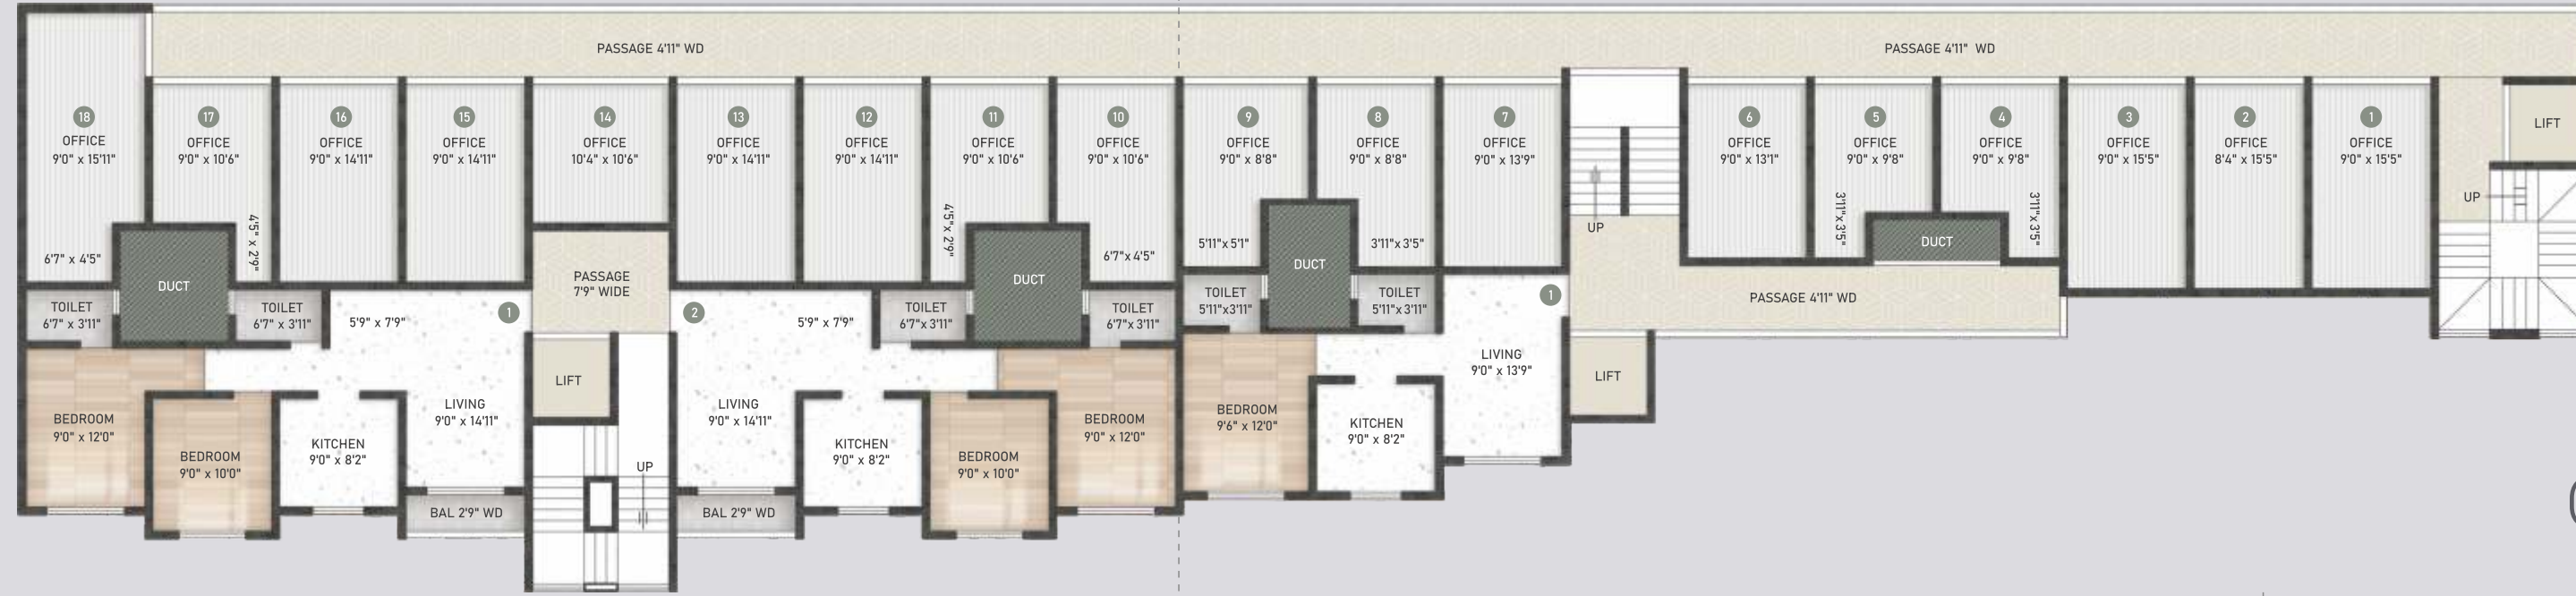 PASSAGE 4'11" WD
PASSAGE 4'11" WD
18
OFFICE
9'0" x 15'11"
6'7" x 4'5"
17
OFFICE
9'0" x 10'6"
4'5" x 2'9"
16
OFFICE
9'0" x 14'11"
15
OFFICE
9'0" x 14'11"
14
OFFICE
10'4" x 10'6"
13
OFFICE
9'0" x 14'11"
12
OFFICE
9'0" x 14'11"
11
OFFICE
9'0" x 10'6"
4'5" x 2'9"
10
OFFICE
9'0" x 10'6"
6'7"x 4'5"
9
OFFICE
9'0" x 8'8"
5'11"x 5'1"
8
OFFICE
9'0" x 8'8"
3'11"x 3'5"
7
OFFICE
9'0" x 13'9"
UP
6
OFFICE
9'0" x 13'1"
5
OFFICE
9'0" x 9'8"
3'11"x 3'5"
4
OFFICE
9'0" x 9'8"
3'11"x 3'5"
3
OFFICE
9'0" x 15'5"
2
OFFICE
8'4" x 15'5"
1
OFFICE
9'0" x 15'5"
LIFT
UP
DUCT
PASSAGE
7'9" WIDE
DUCT
DUCT
DUCT
PASSAGE 4'11" WD
TOILET
6'7" x 3'11"
TOILET
6'7" x 3'11"
5'9" x 7'9"
1
2
5'9" x 7'9"
TOILET
6'7"x 3'11"
TOILET
6'7"x 3'11"
TOILET
5'11"x3'11"
TOILET
5'11"x 3'11"
1
LIVING
9'0" x 13'9"
LIFT
LIFT
BEDROOM
9'0" x 12'0"
BEDROOM
9'0" x 10'0"
KITCHEN
9'0" x 8'2"
LIVING
9'0" x 14'11"
BAL 2'9" WD
UP
LIVING
9'0" x 14'11"
BAL 2'9" WD
KITCHEN
9'0" x 8'2"
BEDROOM
9'0" x 10'0"
BEDROOM
9'0" x 12'0"
BEDROOM
9'6" x 12'0"
KITCHEN
9'0" x 8'2"